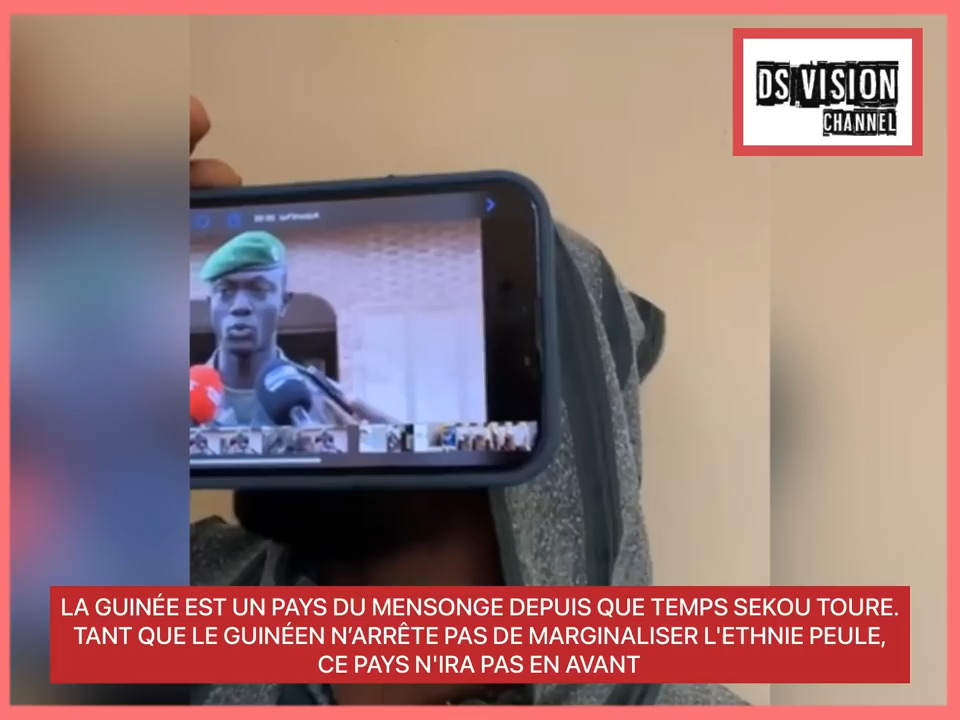 DS VISION
CHANNEL
LA GUINÉE EST UN PAYS DU MENSONGE DEPUIS QUE TEMPS SEKOU TOURE.
TANT QUE LE GUINÉEN N’ARRÊTE PAS DE MARGINALISER L'ETHNIE PEULE,
CE PAYS N'IRA PAS EN AVANT